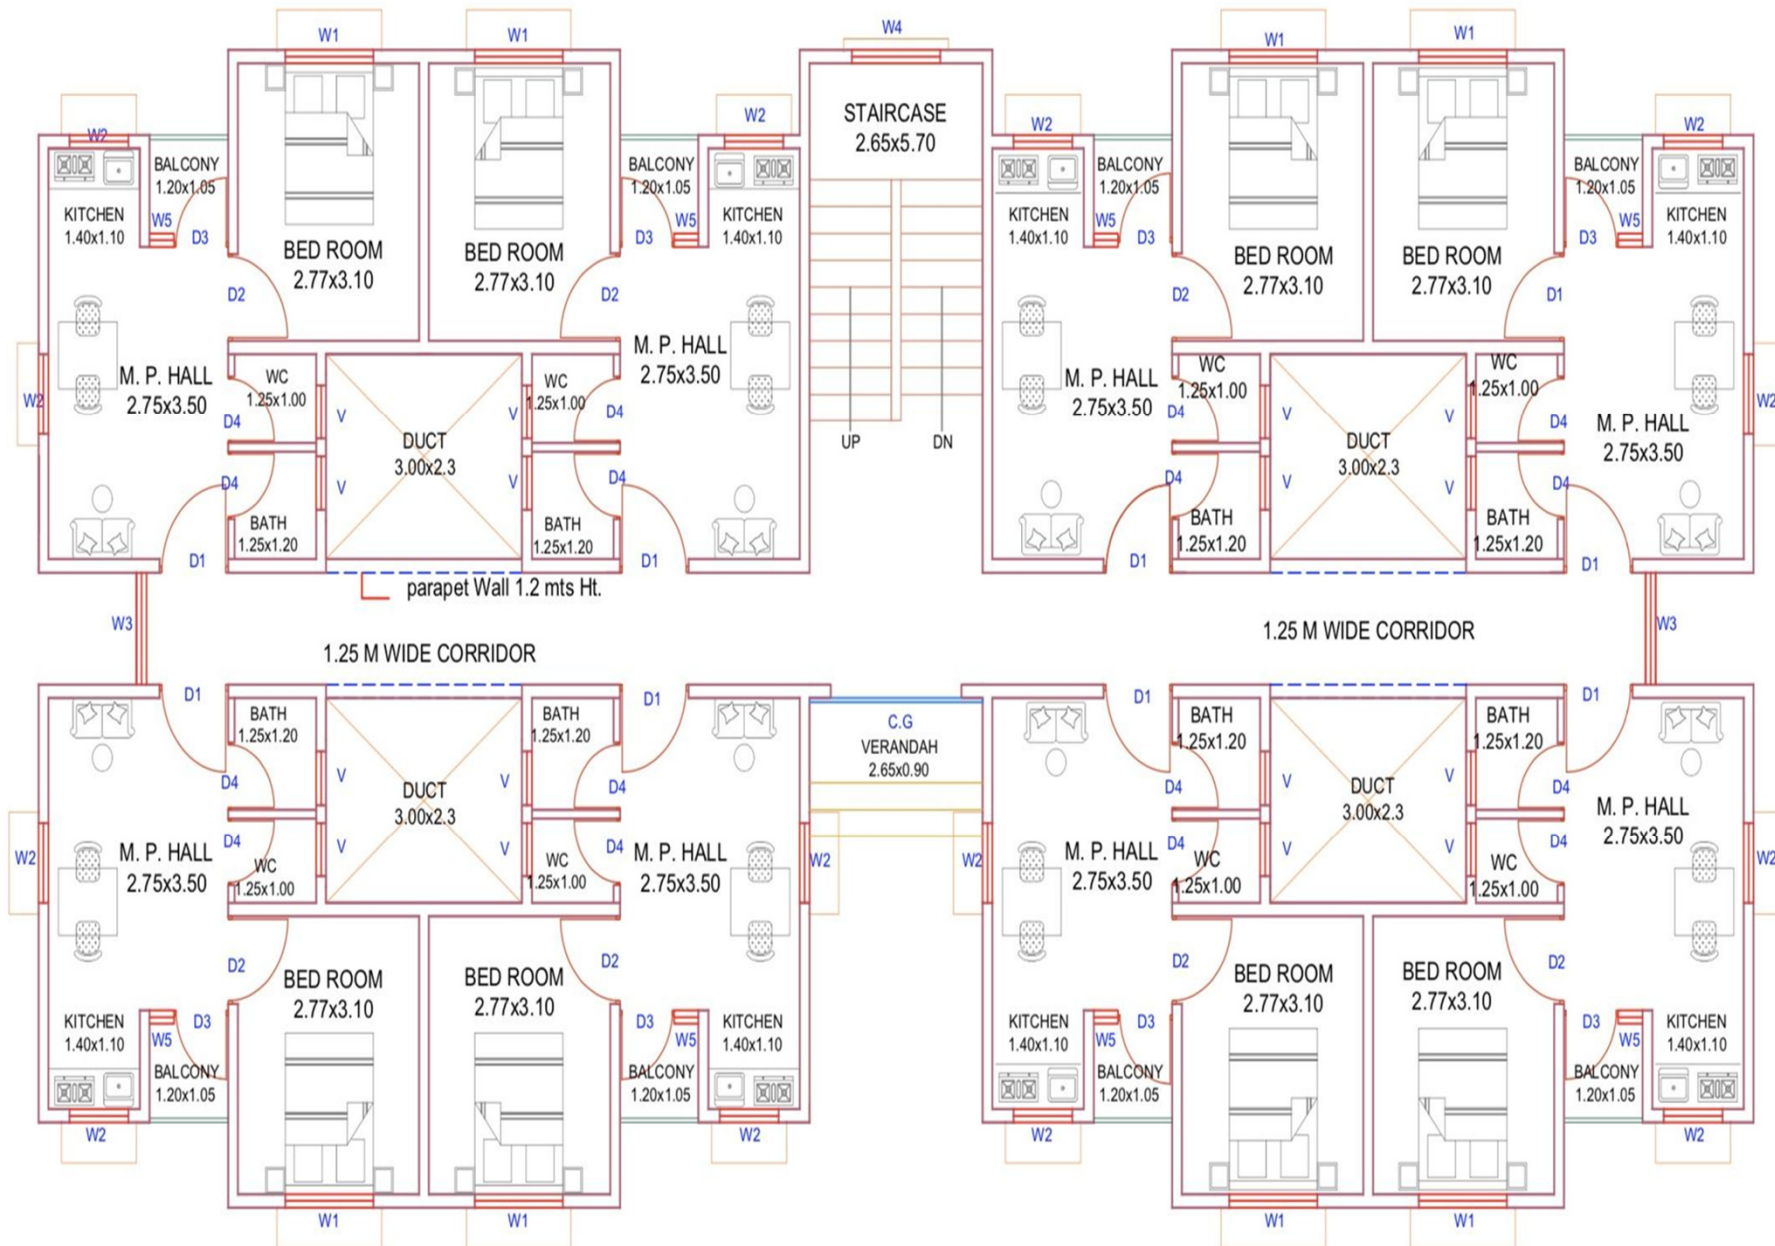 W1
W1
W4
W1
W1
W2
W2
STAIRCASE
2.65x5.70
W2
W2
BALCONY
1.20x1.05
BALCONY
1.20x1.05
BALCONY
1.20x1.05
BALCONY
1.20x1.05
KITCHEN
1.40x1.10
W5
D3
BED ROOM
2.77x3.10
BED ROOM
2.77x3.10
D3
W5
KITCHEN
1.40x1.10
KITCHEN
1.40x1.10
W5
D3
BED ROOM
2.77x3.10
BED ROOM
2.77x3.10
D3
W5
KITCHEN
1.40x1.10
D2
D2
D2
D1
M. P. HALL
2.75x3.50
WC
1.25x1.00
WC
1.25x1.00
M. P. HALL
2.75x3.50
M. P. HALL
2.75x3.50
WC
1.25x1.00
WC
1.25x1.00
M. P. HALL
2.75x3.50
W2
W2
D4
V
V
D4
D4
V
V
D4
DUCT
3.00x2.3
UP
DN
DUCT
3.00x2.3
D4
V
V
D4
D4
V
V
D4
BATH
1.25x1.20
BATH
1.25x1.20
BATH
1.25x1.20
BATH
1.25x1.20
D1
D1
D1
D1
parapet Wall 1.2 mts Ht.
W3
1.25 M WIDE CORRIDOR
1.25 M WIDE CORRIDOR
W3
D1
D1
D1
D1
BATH
1.25x1.20
BATH
1.25x1.20
C.G
VERANDAH
2.65x0.90
BATH
1.25x1.20
BATH
1.25x1.20
D4
V
V
D4
D4
V
V
D4
DUCT
3.00x2.3
DUCT
3.00x2.3
D4
V
V
D4
D4
V
V
D4
W2
M. P. HALL
2.75x3.50
WC
1.25x1.00
WC
1.25x1.00
M. P. HALL
2.75x3.50
W2
W2
M. P. HALL
2.75x3.50
WC
1.25x1.00
WC
1.25x1.00
M. P. HALL
2.75x3.50
W2
D2
D2
D2
D2
BED ROOM
2.77x3.10
BED ROOM
2.77x3.10
BED ROOM
2.77x3.10
BED ROOM
2.77x3.10
KITCHEN
1.40x1.10
W5
D3
D3
W5
KITCHEN
1.40x1.10
KITCHEN
1.40x1.10
W5
D3
D3
W5
KITCHEN
1.40x1.10
BALCONY
1.20x1.05
BALCONY
1.20x1.05
BALCONY
1.20x1.05
BALCONY
1.20x1.05
W2
W2
W2
W2
W1
W1
W1
W1